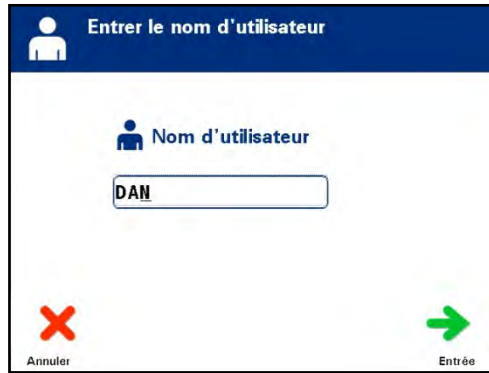 Entrer le nom d'utilisateur
Nom d'utilisateur
DAN
Annuler
Entrée